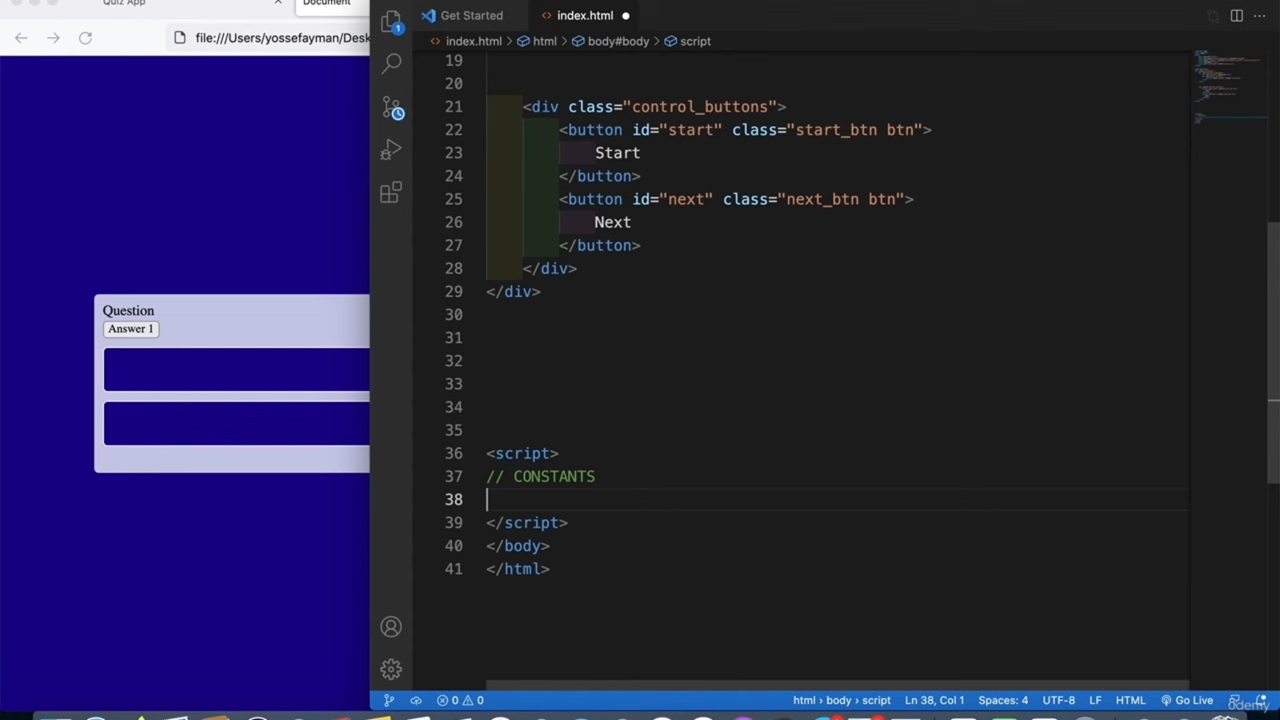 Quiz App
Document
file:///Users/yossefayman/Desk
Question
Answer 1
1
Get Started
index.html
index.html > html > body#body > script
19
20
21 <div class="control_buttons">
22 <button id="start" class="start_btn btn">
23 Start
24 </button>
25 <button id="next" class="next_btn btn">
26 Next
27 </button>
28 </div>
29 </div>
30
31
32
33
34
35
36 <script>
37 // CONSTANTS
38
39 </script>
40 </body>
41 </html>
0 0
html > body > script
Ln 38, Col 1
Spaces: 4
UTF-8
LF
HTML
Go Live
udemy